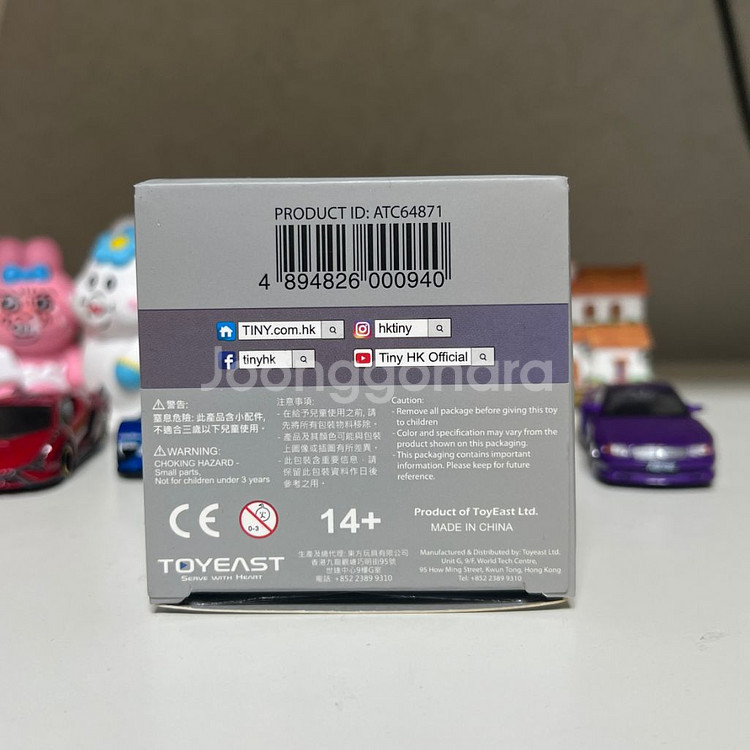 PRODUCT ID: ATC64871
4 894826 000940
TINY.com.hk
hktiny
tinyhk
Tiny HK Official
Joonggonara
警告:
窒息危險: 此產品含小配件,
不適合三歲以下兒童使用。
WARNING:
CHOKING HAZARD -
Small parts.
Not for children under 3 years
注意事項:
- 在給予兒童使用之前, 請
先將所有包裝物料移除。
- 產品及其顏色可能與包裝
上圖像或插圖有所差異。
- 此包裝含重要信息, 請
保留此包裝資料作日後
參考之用。
Caution:
- Remove all package before giving this toy
to children
- Color and specification may vary from the
product shown on this packaging.
- This packaging contains important
information. Please keep for future
reference.
CE
0-3
14+
Product of ToyEast Ltd.
MADE IN CHINA
TOYEAST
SERVE WITH HEART
生產及總代理: 東方玩具有限公司
香港九龍觀塘巧明街95號
世達中心9樓G室
電話: +852 2389 9310
Manufactured & Distributed by: Toyeast Ltd.
Unit G, 9/F, World Tech Centre,
95 How Ming Street, Kwun Tong, Hong Kong
Tel: +852 2389 9310